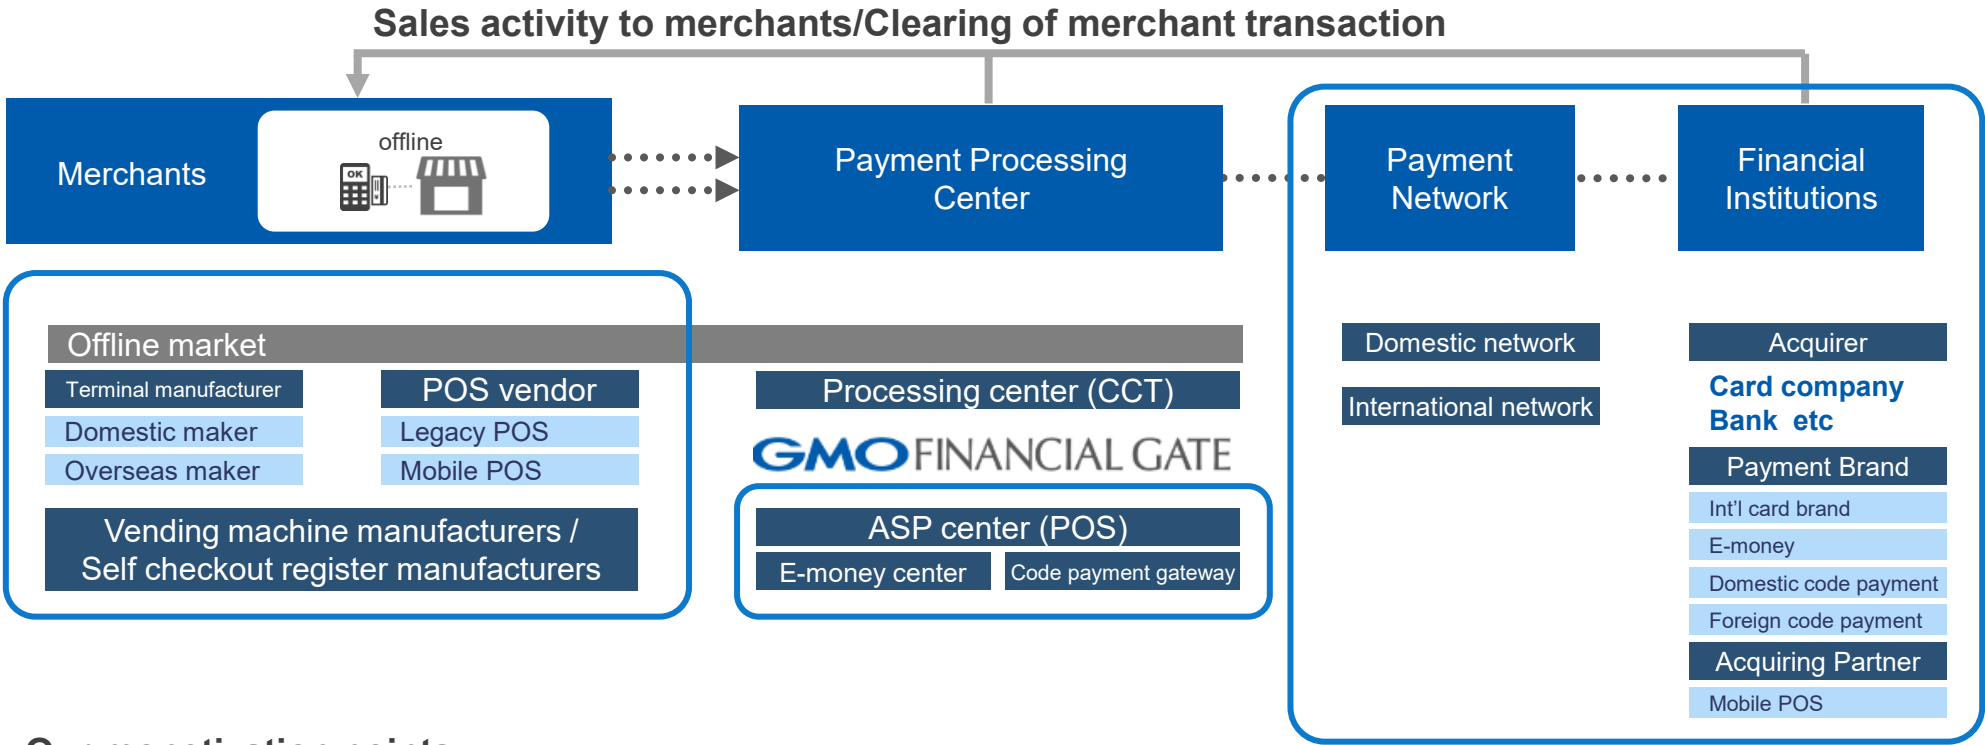 Sales activity to merchants/Clearing of merchant transaction
Merchants
offline
OK
Payment Processing
Center
Payment
Network
Financial
Institutions
Offline market
Terminal manufacturer
Domestic maker
Overseas maker
POS vendor
Legacy POS
Mobile POS
Vending machine manufacturers /
Self checkout register manufacturers
Processing center (CCT)
GMO FINANCIAL GATE
ASP center (POS)
E-money center
Code payment gateway
Domestic network
International network
Acquirer
Card company
Bank etc
Payment Brand
Int'l card brand
E-money
Domestic code payment
Foreign code payment
Acquiring Partner
Mobile POS